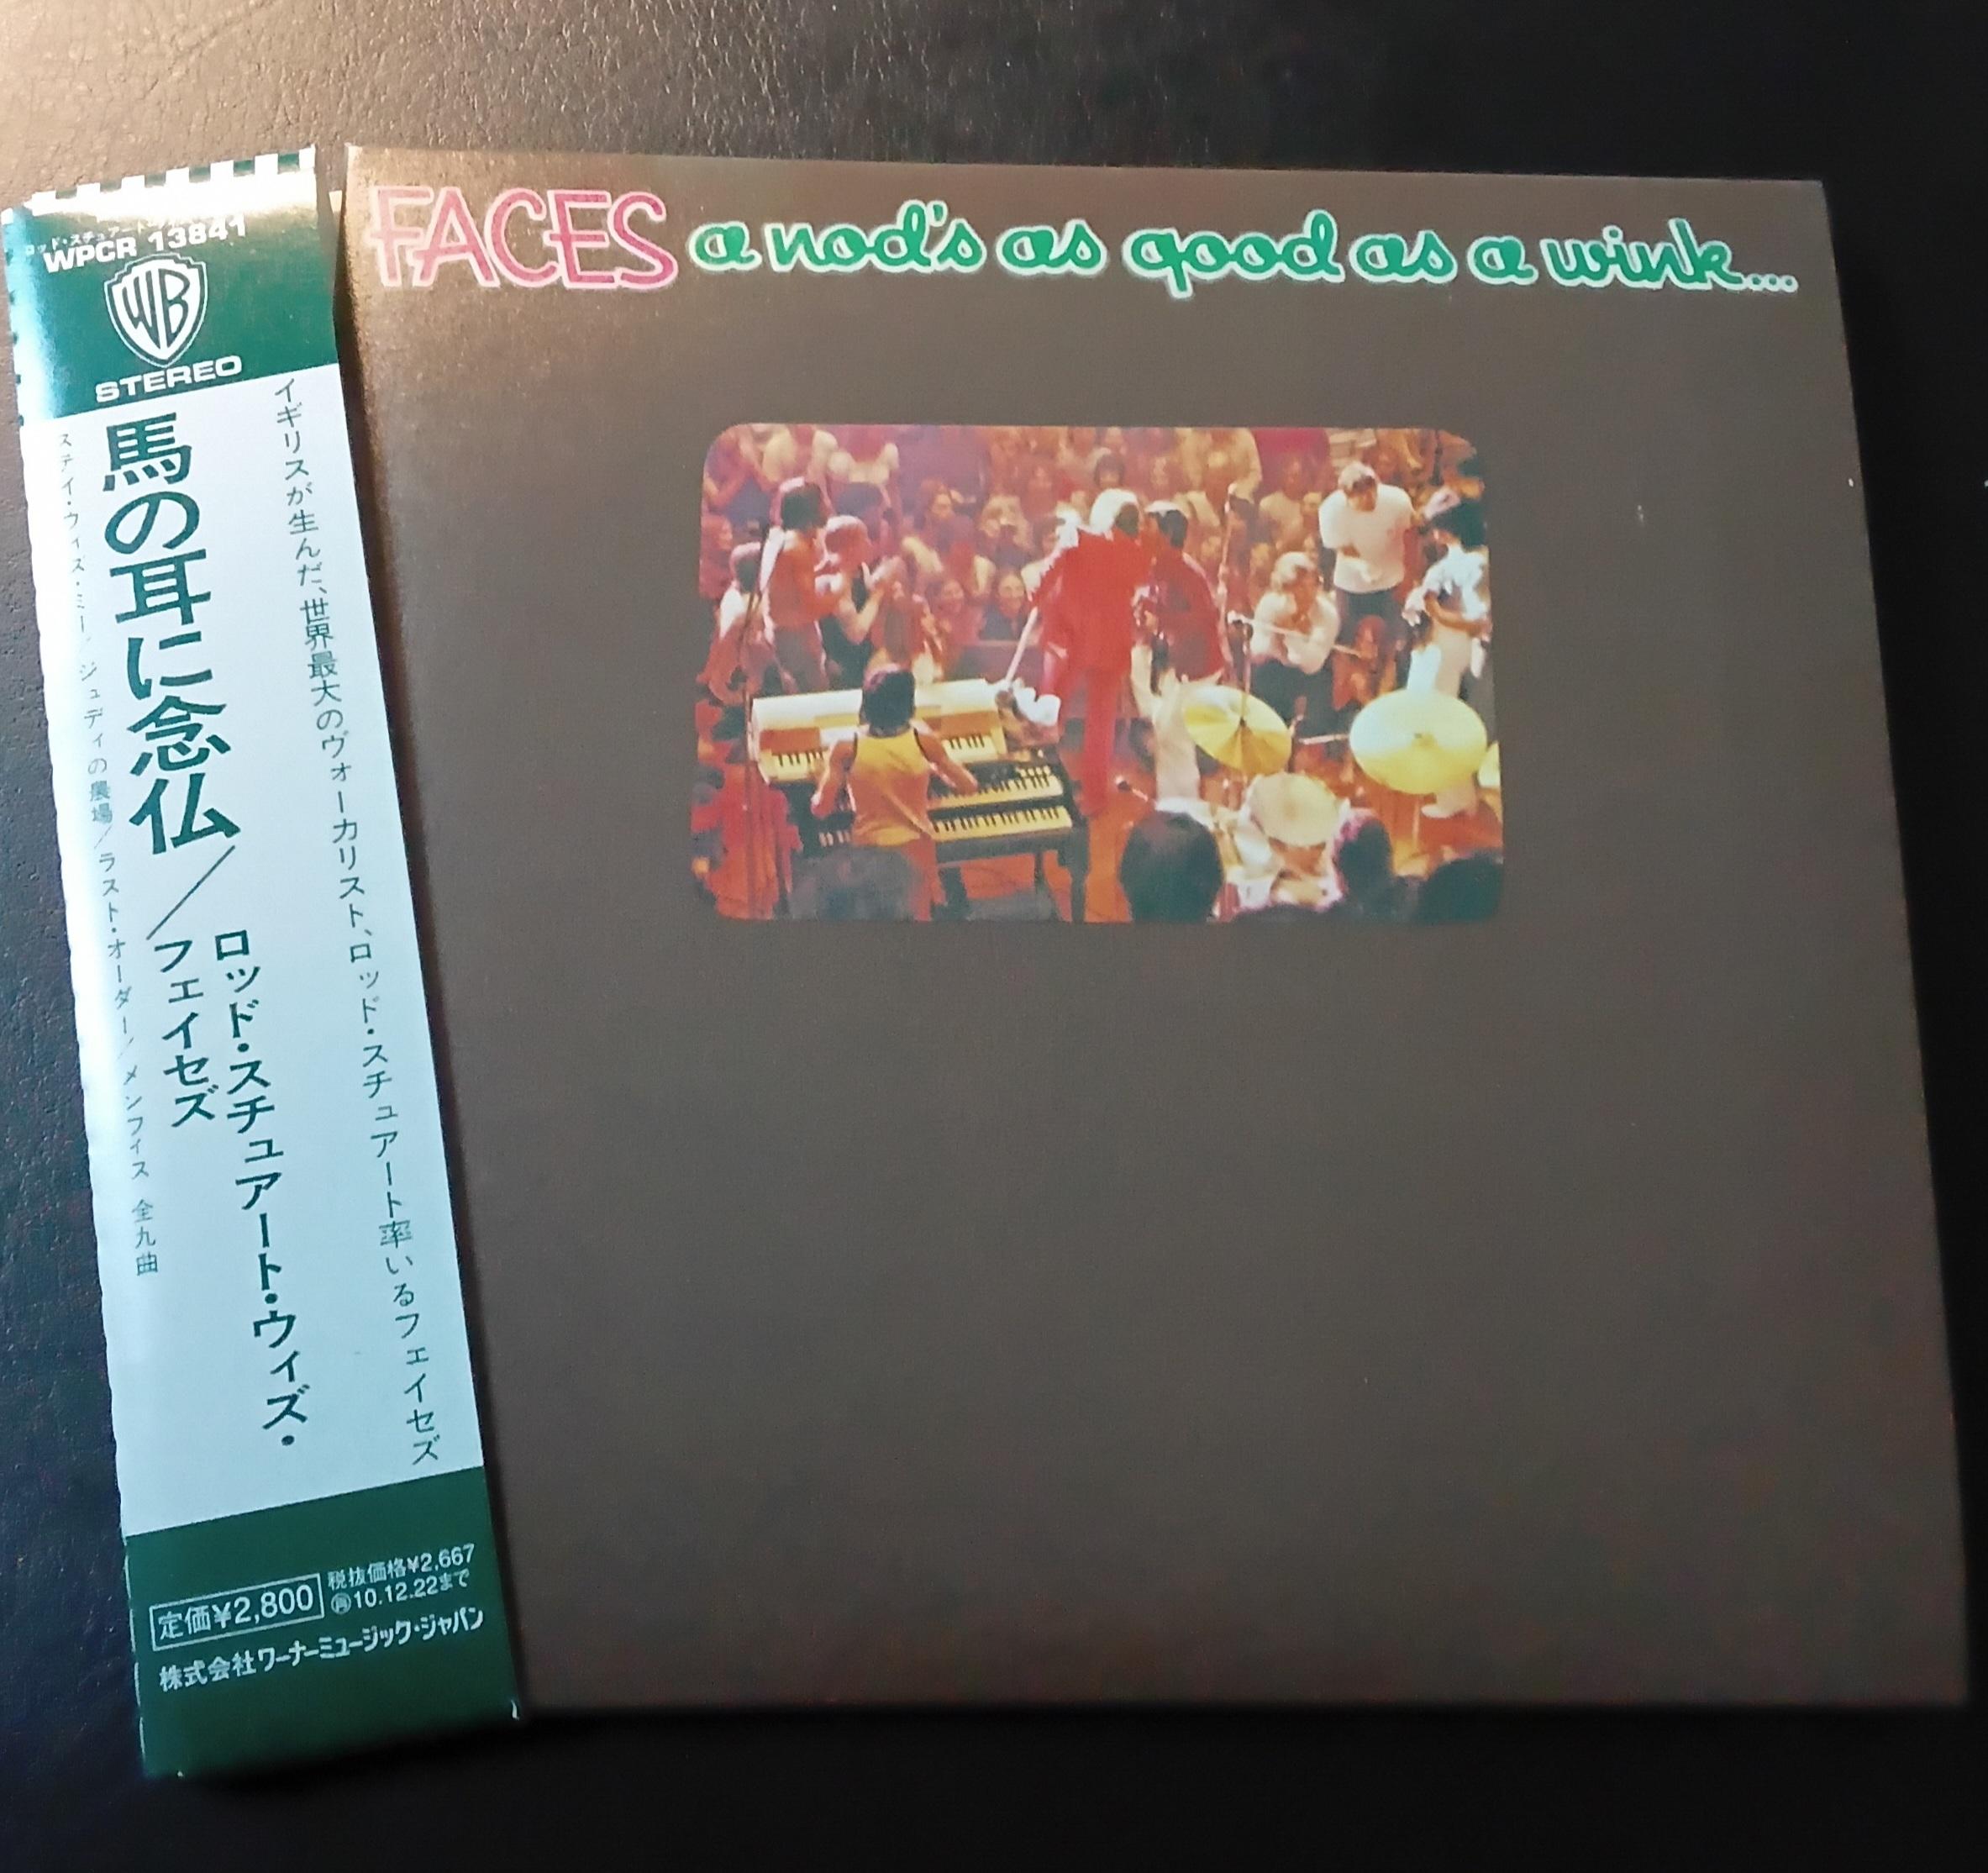 FACES a nod's as good as a wink...
WPCR 13841
WB
STEREO
イギリスが生んだ、世界最大のヴォーカリスト、ロッド・スチュアート率いるフェイセズ
馬の耳に念仏／ロッド・スチュアート・ウィズ・
フェイセズ
ステイ・ウィズ・ミー／ジュディの農場／ラスト・オーダー／メンフィス 全九曲
定価¥2,800
税抜価格¥2,667
再10.12.22まで
株式会社ワーナーミュージック・ジャパン